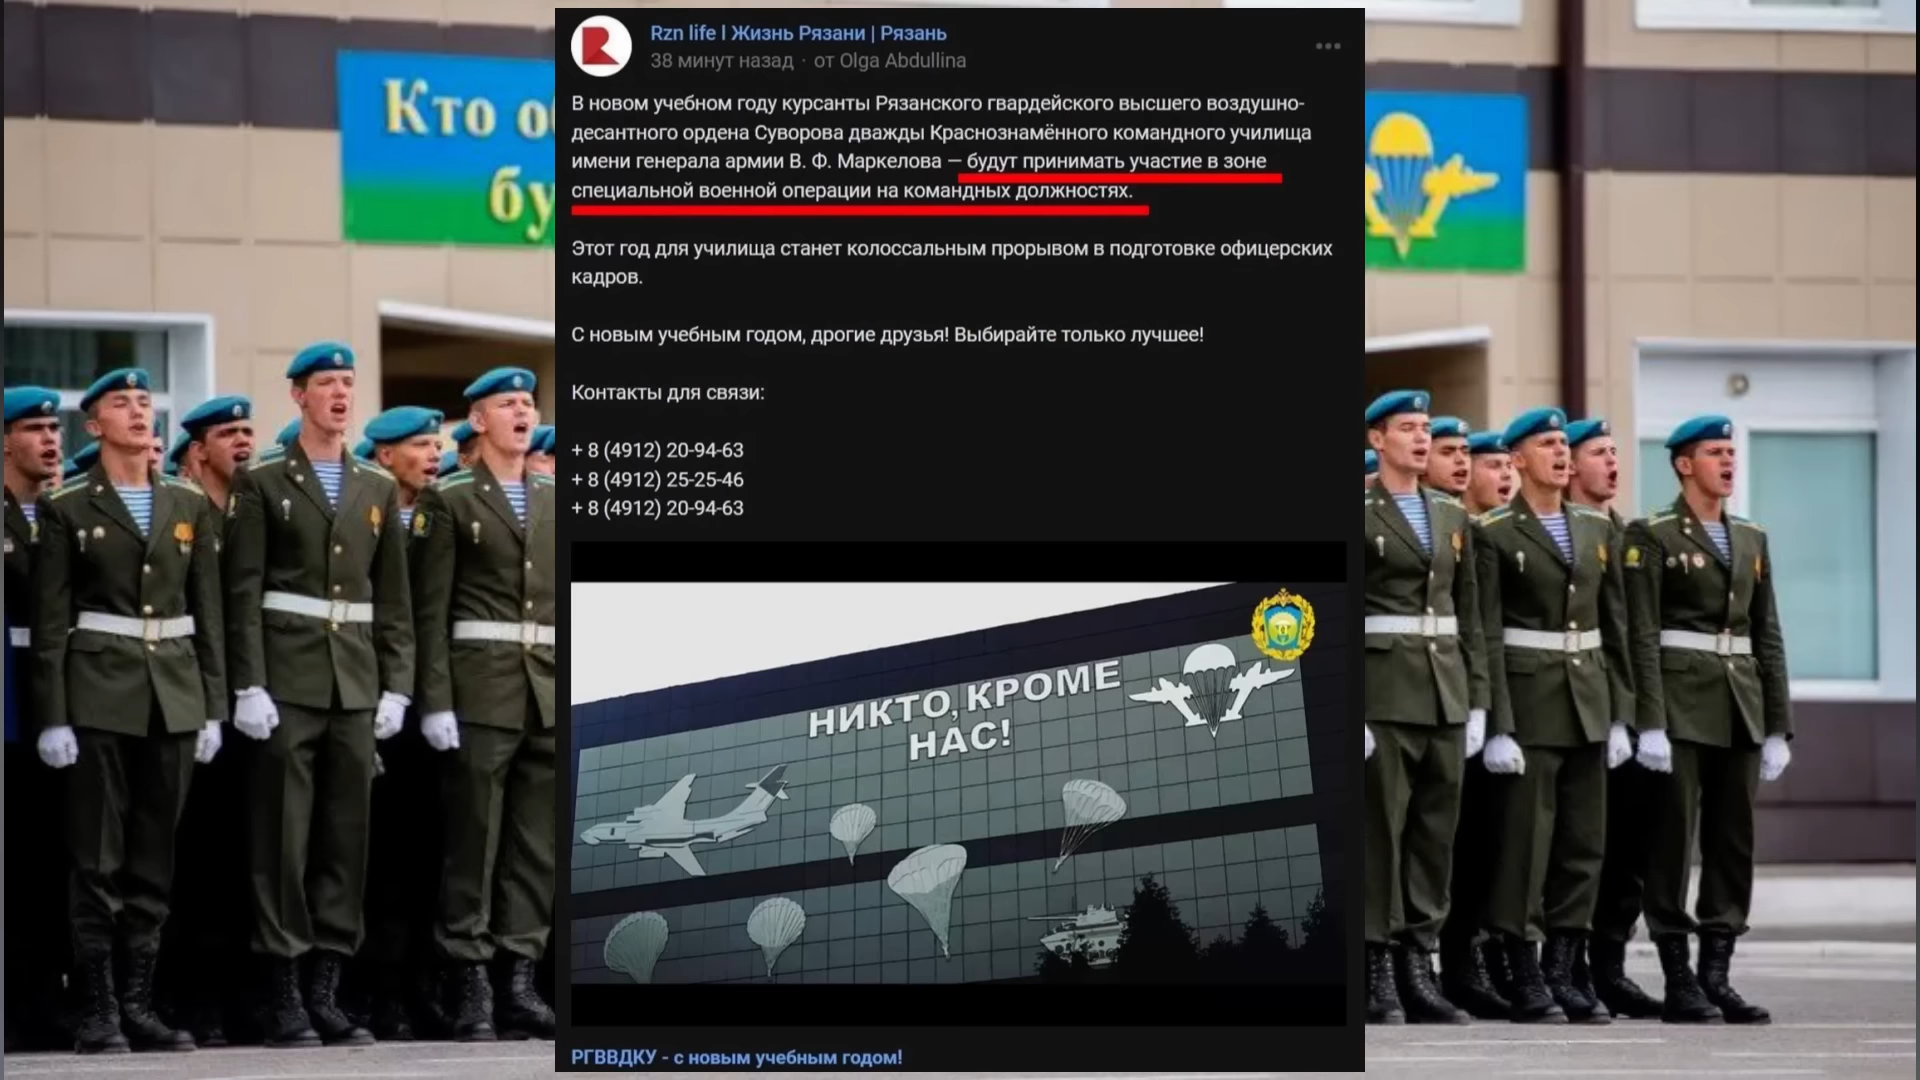 Rzn life l Жизнь Рязани | Рязань
38 минут назад · от Olga Abdullina
В новом учебном году курсанты Рязанского гвардейского высшего воздушно-
десантного ордена Суворова дважды Краснознамённого командного училища
имени генерала армии В. Ф. Маркелова — будут принимать участие в зоне
специальной военной операции на командных должностях.
Этот год для училища станет колоссальным прорывом в подготовке офицерских
кадров.
С новым учебным годом, дорогие друзья! Выбирайте только лучшее!
Контакты для связи:
+ 8 (4912) 20-94-63
+ 8 (4912) 25-25-46
+ 8 (4912) 20-94-63
НИКТО, КРОМЕ
НАС!
РГВВДКУ - с новым учебным годом!
Кто